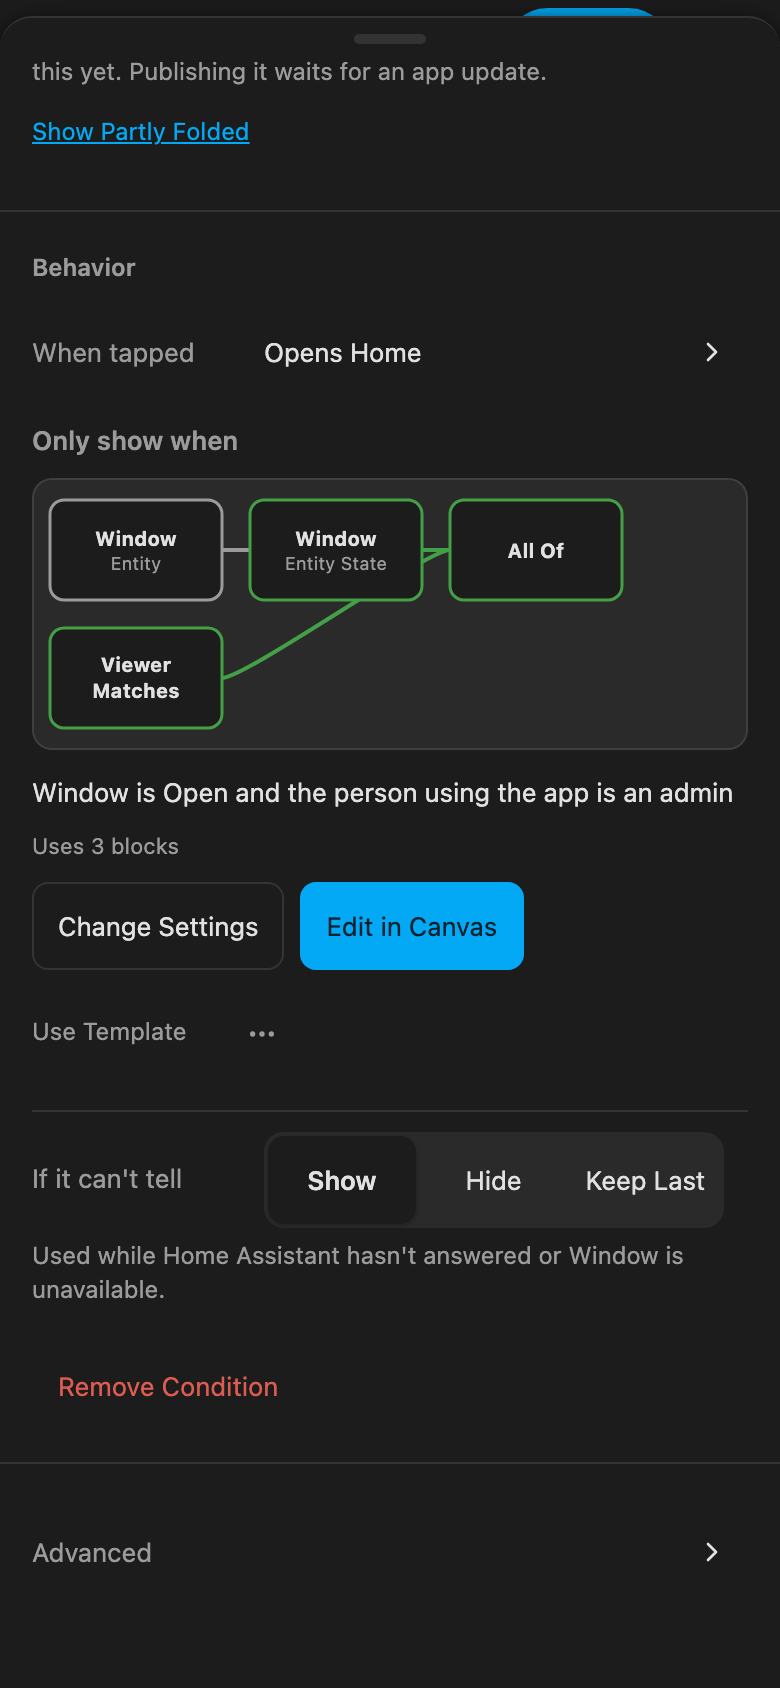 this yet. Publishing it waits for an app update.
Show Partly Folded
Behavior
When tapped
Opens Home
Only show when
Window
Entity
Window
Entity State
All Of
Viewer
Matches
Window is Open and the person using the app is an admin
Uses 3 blocks
Change Settings
Edit in Canvas
Use Template
...
If it can't tell
Show
Hide
Keep Last
Used while Home Assistant hasn't answered or Window is
unavailable.
Remove Condition
Advanced